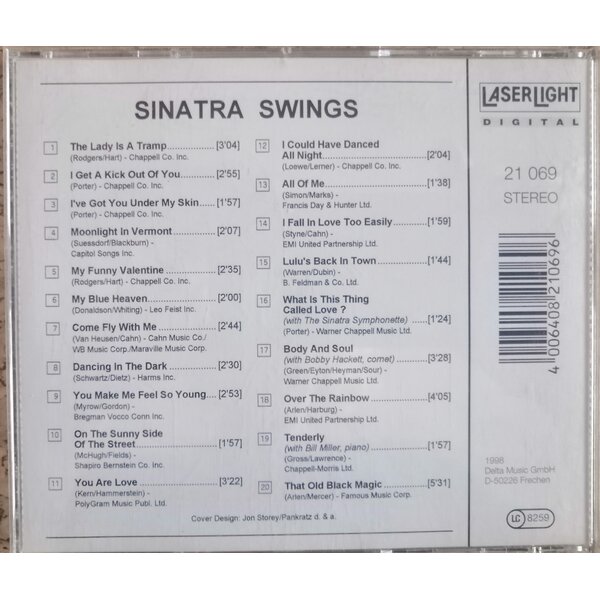 SINATRA SWINGS
1 The Lady Is A Tramp.............. [3'04]
(Rodgers/Hart) - Chappell Co. Inc.
2 I Get A Kick Out Of You........... [2'55]
(Porter) - Chappell Co. Inc.
3 I've Got You Under My Skin..... [1'57]
(Porter) - Chappell Co. Inc.
4 Moonlight In Vermont............. [2'07]
(Suessdorf/Blackburn) -
Capitol Songs Inc.
5 My Funny Valentine................ [2'35]
(Rodgers/Hart) - Chappell Co. Inc.
6 My Blue Heaven...................... [2'00]
(Donaldson/Whiting) - Leo Feist Inc.
7 Come Fly With Me.................. [2'44]
(Van Heusen/Cahn) - Cahn Music Co./
WB Music Corp./Maraville Music Corp.
8 Dancing In The Dark............... [2'30]
(Schwartz/Dietz) - Harms Inc.
9 You Make Me Feel So Young.... [2'53]
(Myrow/Gordon) -
Bregman Vocco Conn Inc.
10 On The Sunny Side
Of The Street........................... [1'57]
(McHugh/Fields) -
Shapiro Bernstein Co. Inc.
11 You Are Love........................... [3'22]
(Kern/Hammerstein) -
PolyGram Music Publ. Ltd.
12 I Could Have Danced
All Night................................... [2'04]
(Loewe/Lerner) - Chappell Co. Inc.
13 All Of Me................................. [1'38]
(Simon/Marks) -
Francis Day & Hunter Ltd.
14 I Fall In Love Too Easily......... [1'59]
(Styne/Cahn) -
EMI United Partnership Ltd.
15 Lulu's Back In Town............... [1'44]
(Warren/Dubin) -
B. Feldman & Co. Ltd.
16 What Is This Thing
Called Love ?
(with The Sinatra Symphonette)..... [1'24]
(Porter) - Warner Chappell Music Ltd.
17 Body And Soul
(with Bobby Hackett, cornet)........... [3'28]
(Green/Eyton/Heyman/Sour) -
Warner Chappell Music Ltd.
18 Over The Rainbow.................. [4'05]
(Arlen/Harburg) -
EMI United Partnership Ltd.
19 Tenderly
(with Bill Miller, piano)................... [1'57]
(Gross/Lawrence) -
Chappell-Morris Ltd.
20 That Old Black Magic.............. [5'31]
(Arlen/Mercer) - Famous Music Corp.
Cover Design: Jon Storey/Pankratz d. & a.
LASERLIGHT
DIGITAL
21 069
STEREO
4 006408 210696
1998
Delta Music GmbH
D-50226 Frechen
LC 8259